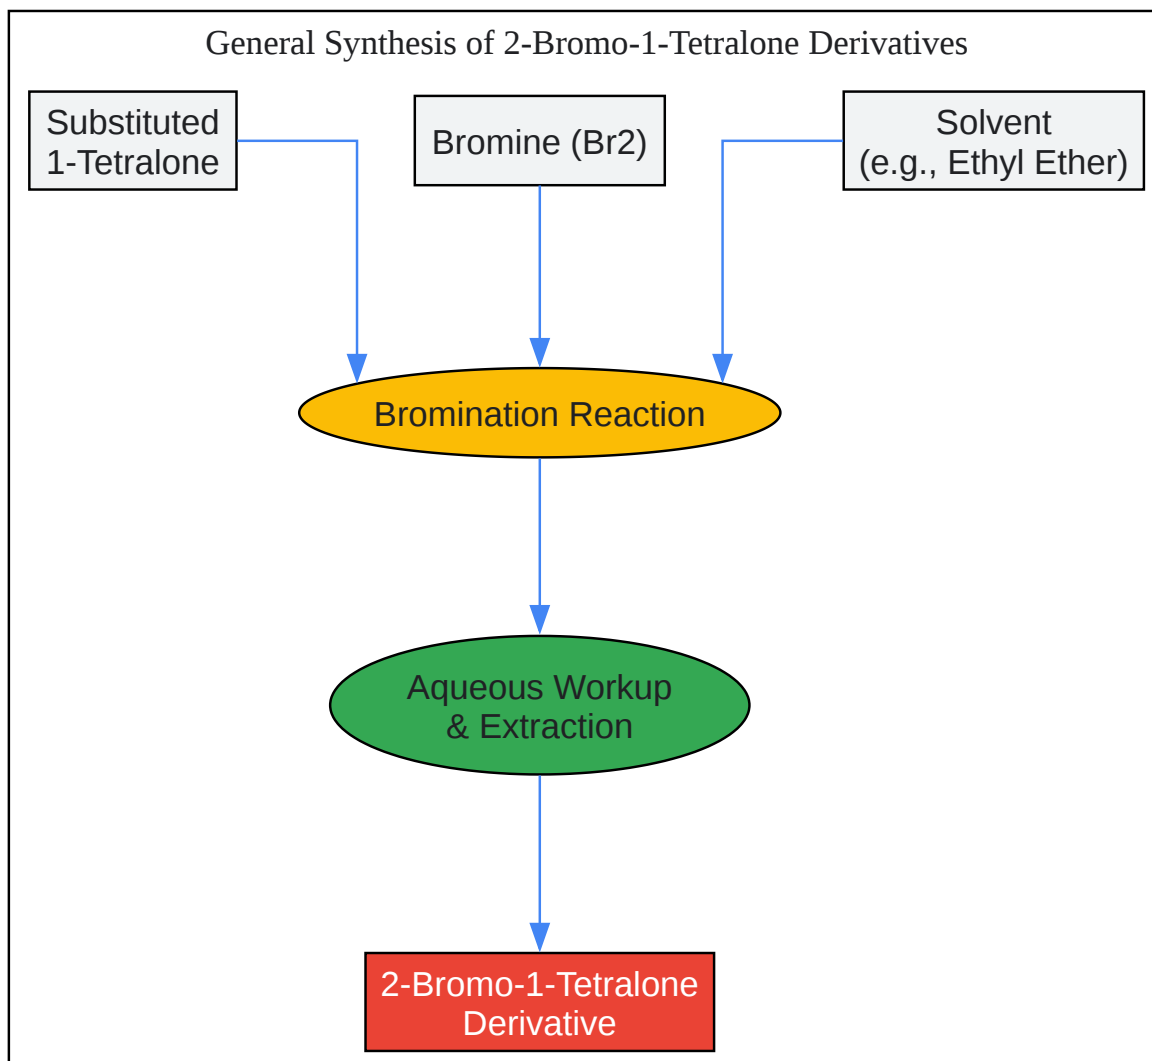 General Synthesis of 2-Bromo-1-Tetralone Derivatives
Substituted
1-Tetralone
Bromine (Br2)
Solvent
(e.g., Ethyl Ether)
Bromination Reaction
Aqueous Workup
& Extraction
2-Bromo-1-Tetralone
Derivative